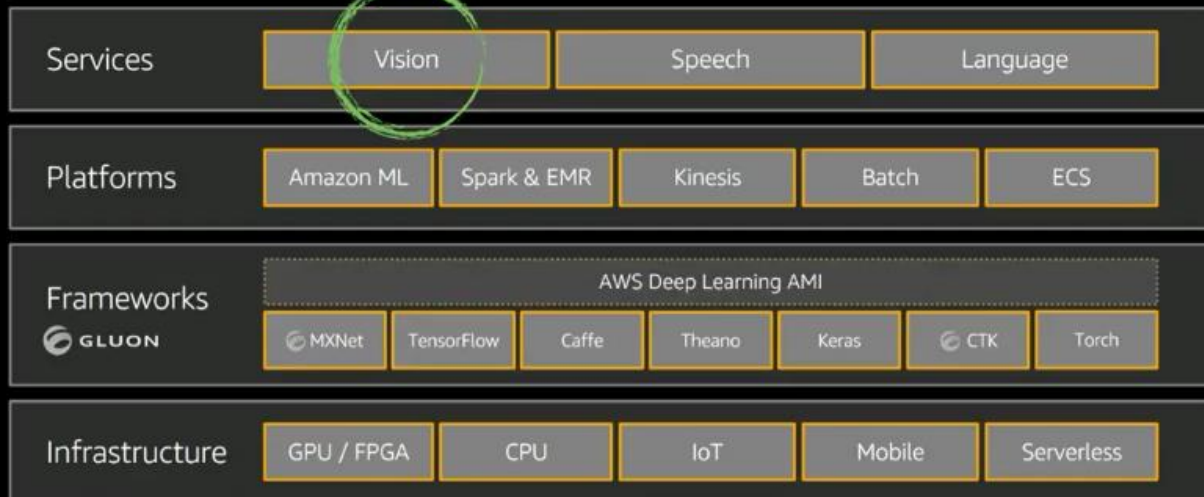 Services
Vision
Speech
Language
Platforms
Amazon ML
Spark & EMR
Kinesis
Batch
ECS
Frameworks
GLUON
AWS Deep Learning AMI
MXNet
TensorFlow
Caffe
Theano
Keras
CTK
Torch
Infrastructure
GPU / FPGA
CPU
IoT
Mobile
Serverless